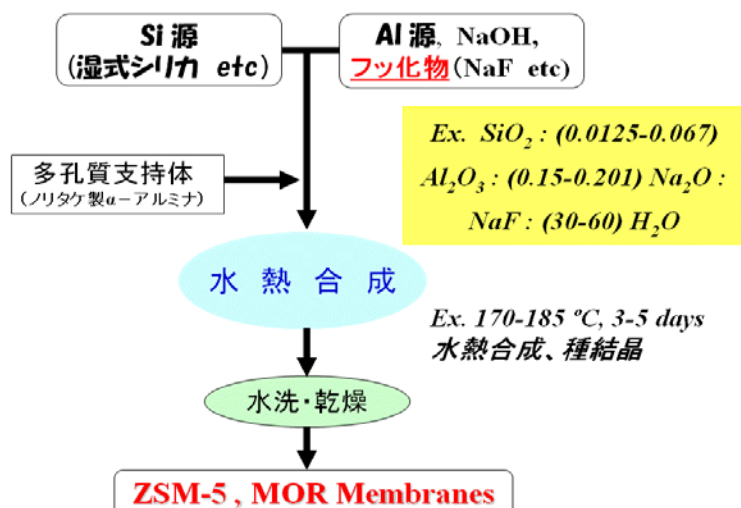 Si 源
(湿式シリカ etc)
Al 源, NaOH,
フッ化物(NaF etc)
Ex. SiO₂ : (0.0125-0.067)
Al₂O₃ : (0.15-0.201) Na₂O :
NaF : (30-60) H₂O
多孔質支持体
(ノリタケ製α-アルミナ)
水 熱 合 成
Ex. 170-185 ºC, 3-5 days
水熱合成、種結晶
水洗・乾燥
ZSM-5 , MOR Membranes